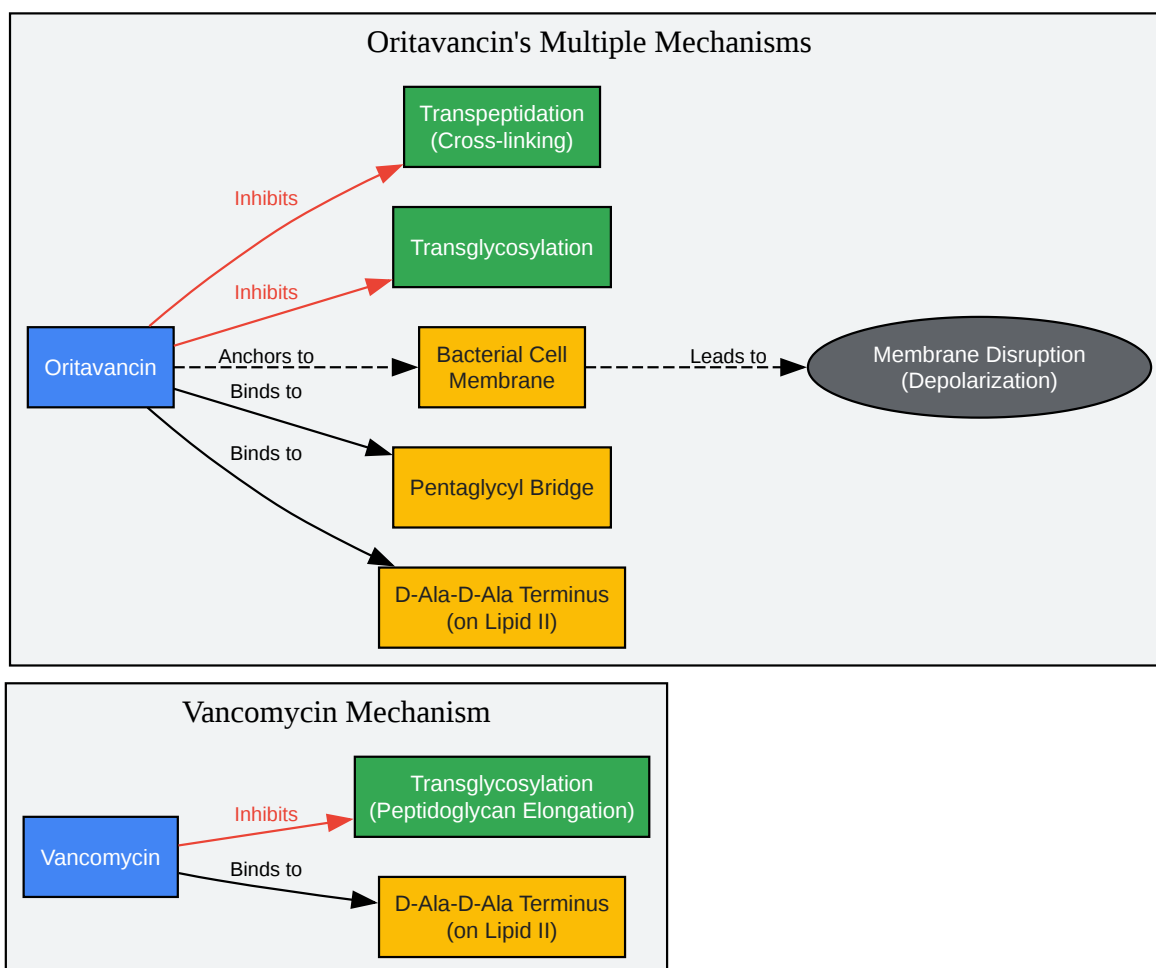 Oritavancin's Multiple Mechanisms
Transpeptidation
(Cross-linking)
Inhibits
Transglycosylation
Inhibits
Oritavancin
Anchors to
Bacterial Cell
Membrane
Leads to
Membrane Disruption
(Depolarization)
Binds to
Pentaglycyl Bridge
Binds to
D-Ala-D-Ala Terminus
(on Lipid II)
Vancomycin Mechanism
Transglycosylation
(Peptidoglycan Elongation)
Inhibits
Vancomycin
Binds to
D-Ala-D-Ala Terminus
(on Lipid II)